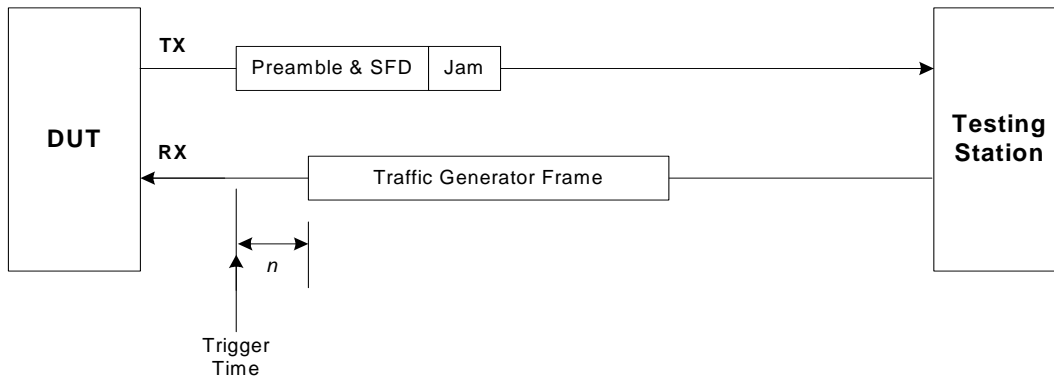 TX
Preamble & SFD
Jam
DUT
Testing
Station
RX
Traffic Generator Frame
n
Trigger
Time